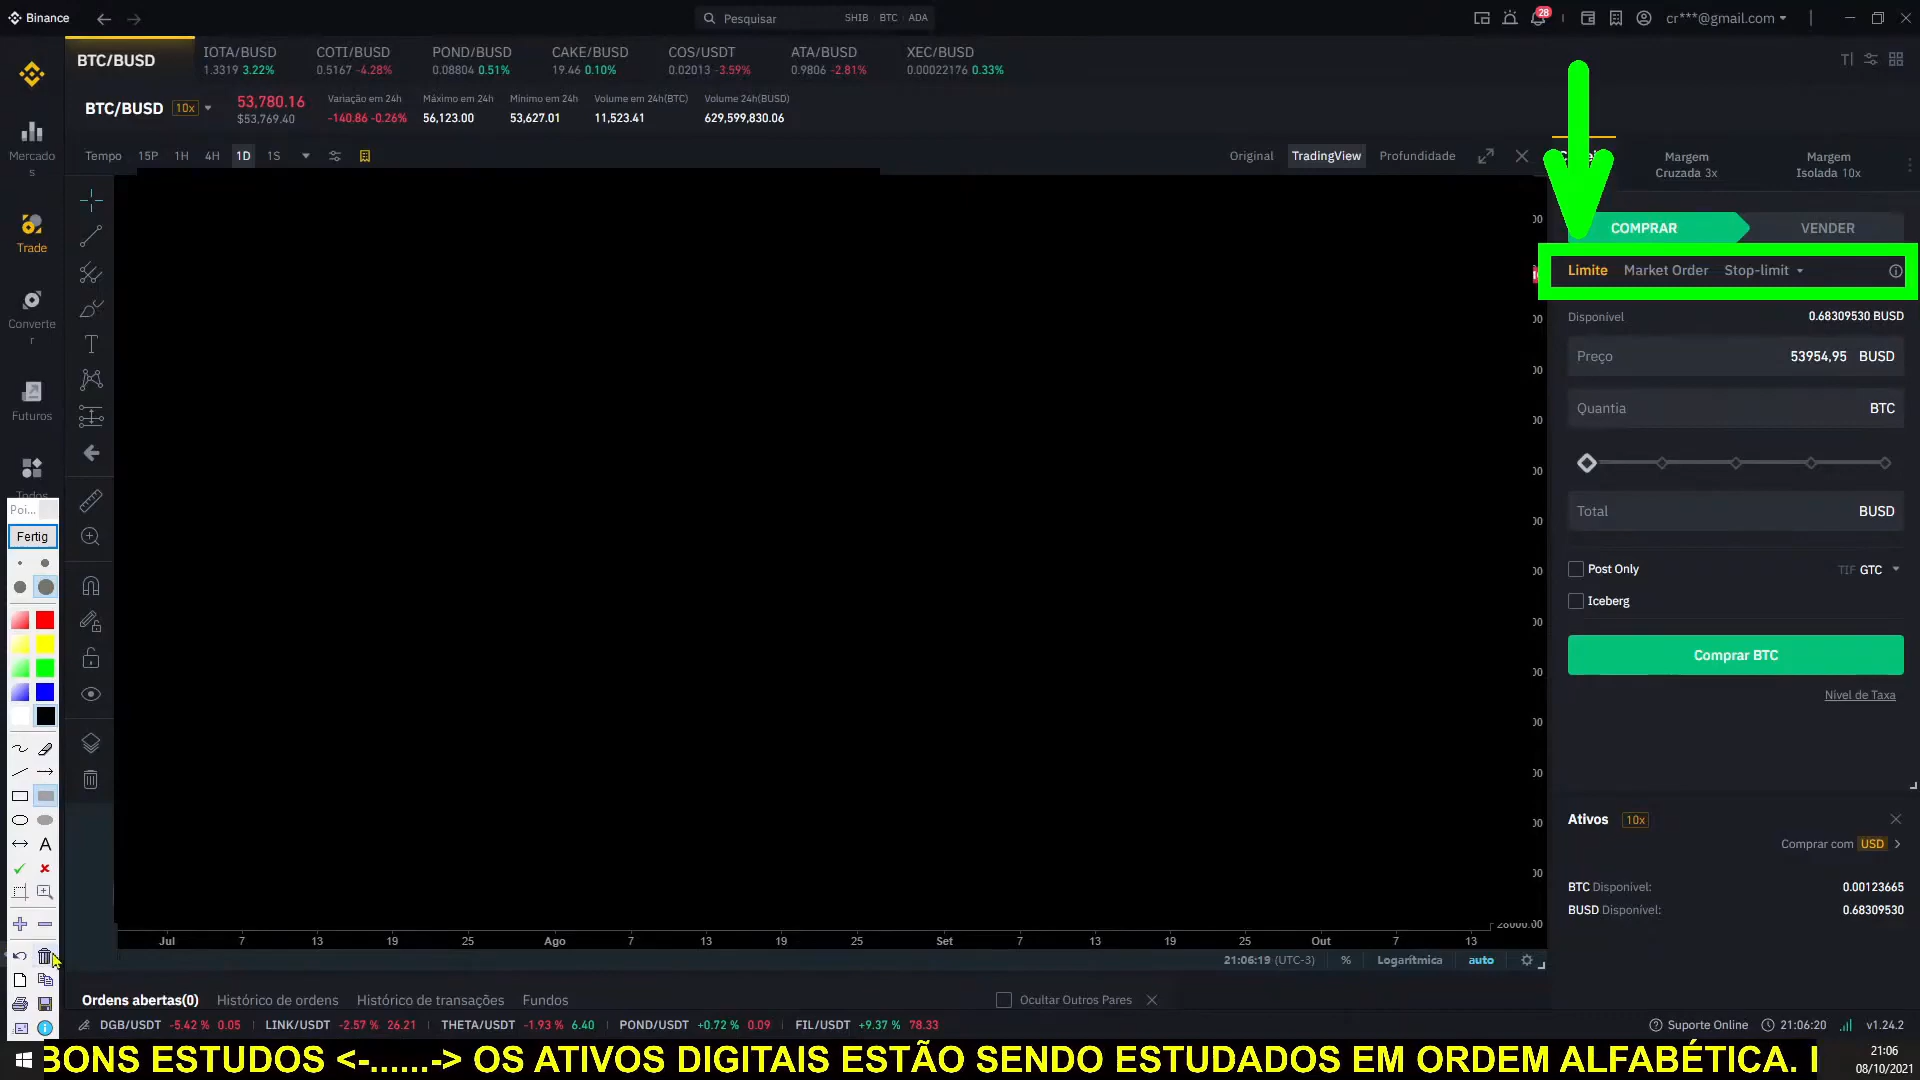 Binance
Pesquisar SHIB BTC ADA
28
cr***@gmail.com
BTC/BUSD
IOTA/BUSD
1.3319 3.22%
COTI/BUSD
0.5167 -4.28%
POND/BUSD
0.08804 0.51%
CAKE/BUSD
19.46 0.10%
COS/USDT
0.02013 -3.59%
ATA/BUSD
0.9806 -2.81%
XEC/BUSD
0.00022176 0.33%
BTC/BUSD 10x
53,780.16
$53,769.40
Variação em 24h
-140.86 -0.26%
Máximo em 24h
56,123.00
Mínimo em 24h
53,627.01
Volume em 24h(BTC)
11,523.41
Volume 24h(BUSD)
629,599,830.06
Tempo 15P 1H 4H 1D 1S
Original TradingView Profundidade
Margem
Cruzada 3x
Margem
Isolada 10x
Mercado
s
Trade
Converte
r
Futuros
Todos
COMPRAR VENDER
Limite Market Order Stop-limit
Disponível 0.68309530 BUSD
Preço 53954,95 BUSD
Quantia BTC
Total BUSD
Post Only TIF GTC
Iceberg
Comprar BTC
Nível de Taxa
Ativos 10x
Comprar com USD
BTC Disponível: 0.00123665
BUSD Disponível: 0.68309530
Poi...
Fertig
28000.00
Jul 7 13 19 25 Ago 7 13 19 25 Set 7 13 19 25 Out 7 13
21:06:19 (UTC-3) % Logarítmica auto
Ordens abertas(0) Histórico de ordens Histórico de transações Fundos
Ocultar Outros Pares
DGB/USDT -5.42 % 0.05 LINK/USDT -2.57 % 26.21 THETA/USDT -1.93 % 6.40 POND/USDT +0.72 % 0.09 FIL/USDT +9.37 % 78.33
Suporte Online 21:06:20 v1.24.2
BONS ESTUDOS <-......-> OS ATIVOS DIGITAIS ESTÃO SENDO ESTUDADOS EM ORDEM ALFABÉTICA.
21:06
08/10/2021